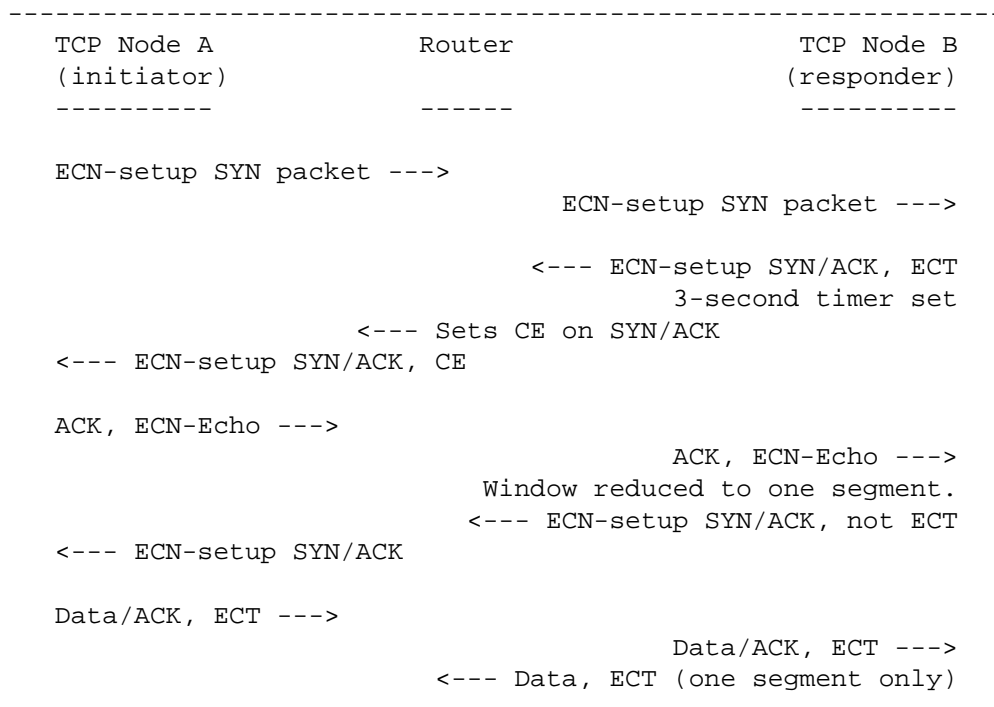 ---------------------------------------------------------------
TCP Node A             Router                  TCP Node B
(initiator)                                    (responder)
----------             ------                  ----------
ECN-setup SYN packet --->
ECN-setup SYN packet --->
<--- ECN-setup SYN/ACK, ECT
3-second timer set
<--- Sets CE on SYN/ACK
<--- ECN-setup SYN/ACK, CE
ACK, ECN-Echo --->
ACK, ECN-Echo --->
Window reduced to one segment.
<--- ECN-setup SYN/ACK, not ECT
<--- ECN-setup SYN/ACK
Data/ACK, ECT --->
Data/ACK, ECT --->
<--- Data, ECT (one segment only)